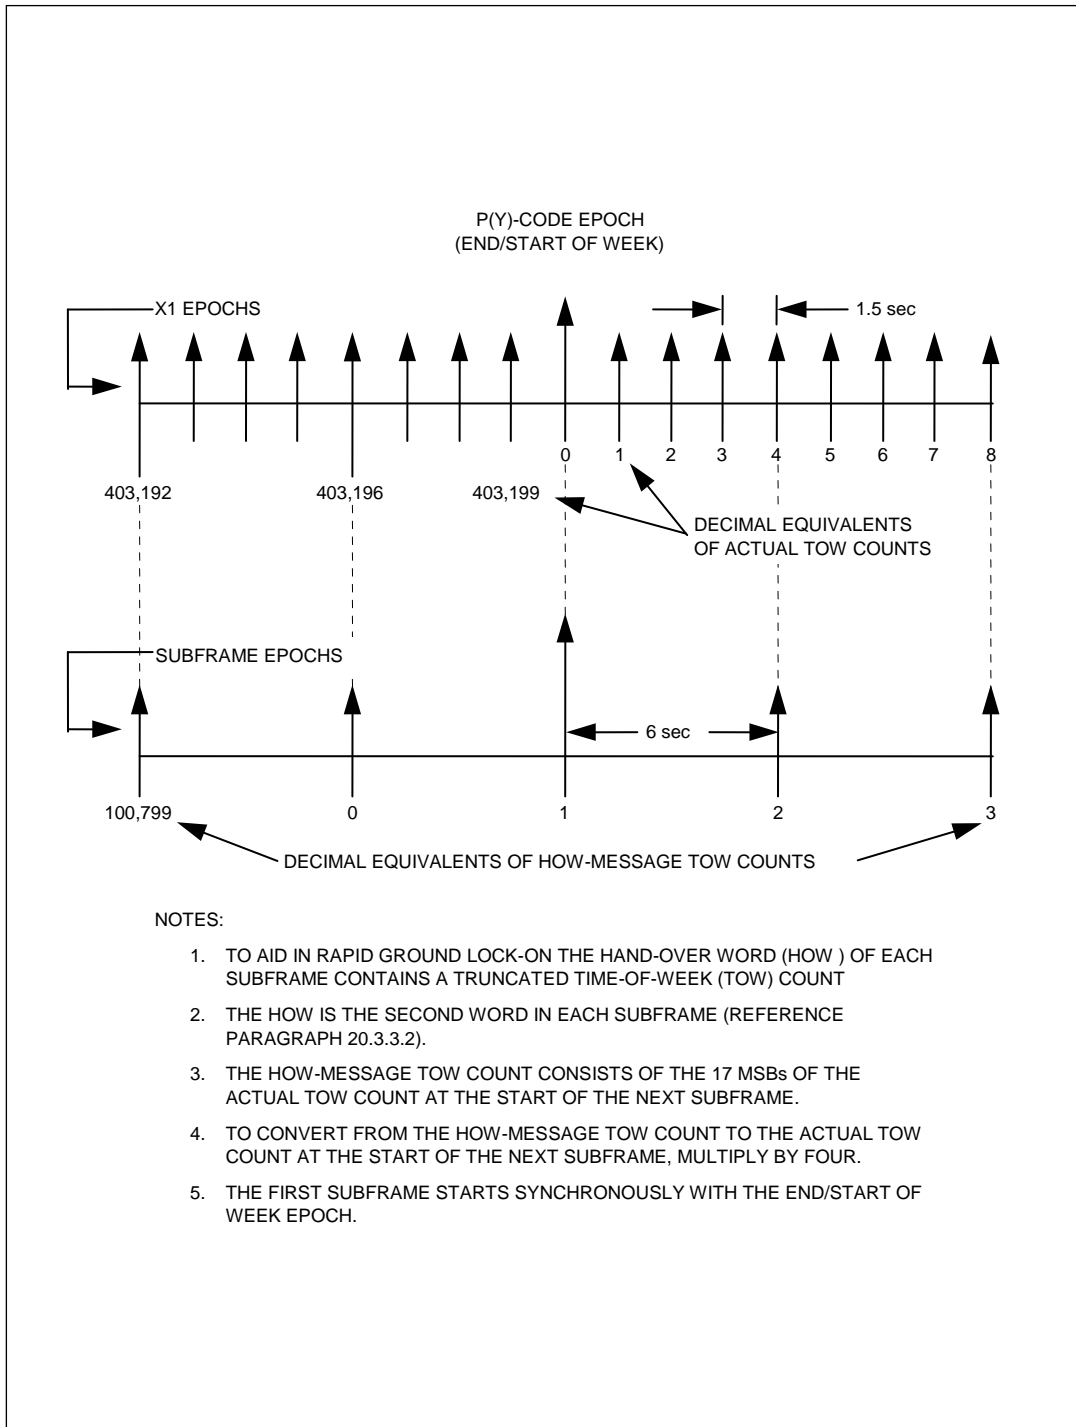 P(Y)-CODE EPOCH
(END/START OF WEEK)
X1 EPOCHS
1.5 sec
0 1 2 3 4 5 6 7 8
403,192 403,196 403,199
DECIMAL EQUIVALENTS
OF ACTUAL TOW COUNTS
SUBFRAME EPOCHS
6 sec
100,799 0 1 2 3
DECIMAL EQUIVALENTS OF HOW-MESSAGE TOW COUNTS
NOTES:
1. TO AID IN RAPID GROUND LOCK-ON THE HAND-OVER WORD (HOW ) OF EACH
SUBFRAME CONTAINS A TRUNCATED TIME-OF-WEEK (TOW) COUNT
2. THE HOW IS THE SECOND WORD IN EACH SUBFRAME (REFERENCE
PARAGRAPH 20.3.3.2).
3. THE HOW-MESSAGE TOW COUNT CONSISTS OF THE 17 MSBs OF THE
ACTUAL TOW COUNT AT THE START OF THE NEXT SUBFRAME.
4. TO CONVERT FROM THE HOW-MESSAGE TOW COUNT TO THE ACTUAL TOW
COUNT AT THE START OF THE NEXT SUBFRAME, MULTIPLY BY FOUR.
5. THE FIRST SUBFRAME STARTS SYNCHRONOUSLY WITH THE END/START OF
WEEK EPOCH.